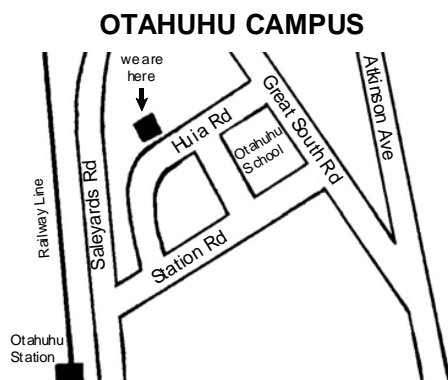 OTAHUHU CAMPUS
we are
here
Huia Rd
Great South Rd
Atkinson Ave
Otahuhu
School
Saleyards Rd
Railway Line
Station Rd
Otahuhu
Station